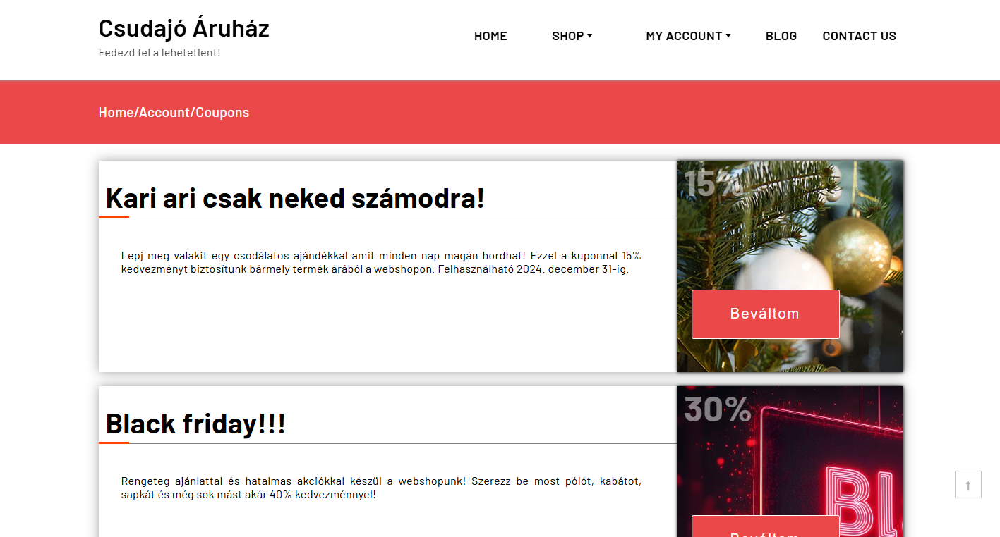 Csudajó Áruház
Fedezd fel a lehetetlent!
HOME SHOP MY ACCOUNT BLOG CONTACT US
Home/Account/Coupons
Kari ari csak neked számodra!
15%
Lepj meg valakit egy csodálatos ajándékkal amit minden nap magán hordhat! Ezzel a kuponnal 15%
kedvezményt biztosítunk bármely termék árából a webshopon. Felhasználható 2024. december 31-ig.
Beváltom
Black friday!!!
30%
Rengeteg ajánlattal és hatalmas akciókkal készül a webshopunk! Szerezz be most pólót, kabátot,
sapkát és még sok mást akár 40% kedvezménnyel!
BL
Beváltom